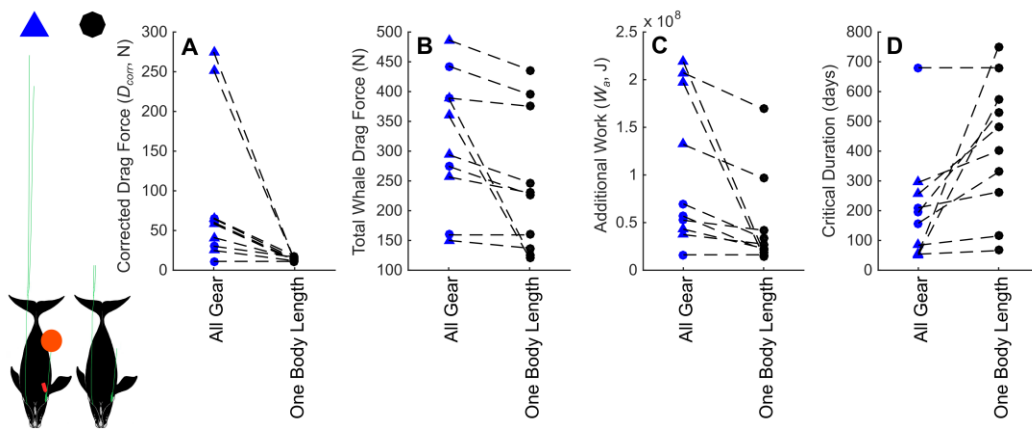 A
Corrected Drag Force (D_corr, N)
300
250
200
150
100
50
0
All Gear
One Body Length
B
Total Whale Drag Force (N)
500
450
400
350
300
250
200
150
100
All Gear
One Body Length
C
× 10^8
Additional Work (W_a, J)
2.5
2
1.5
1
0.5
0
All Gear
One Body Length
D
Critical Duration (days)
800
700
600
500
400
300
200
100
0
All Gear
One Body Length